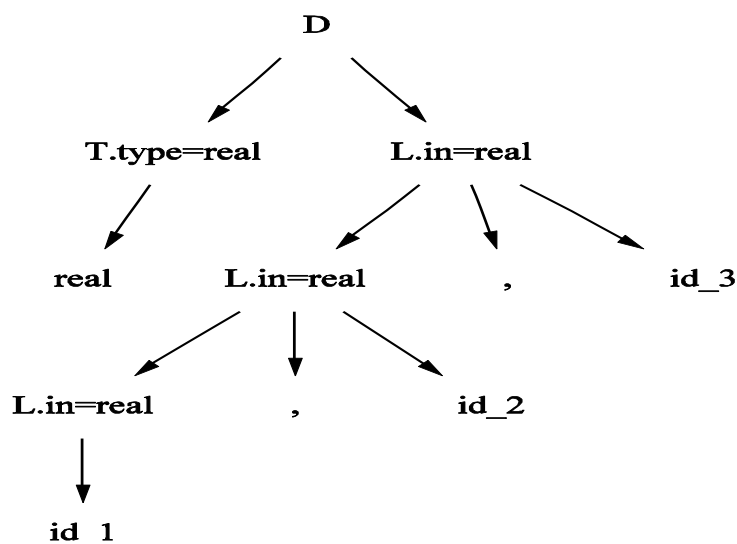 D
T.type=real L.in=real
real L.in=real , id_3
L.in=real , id_2
id_1